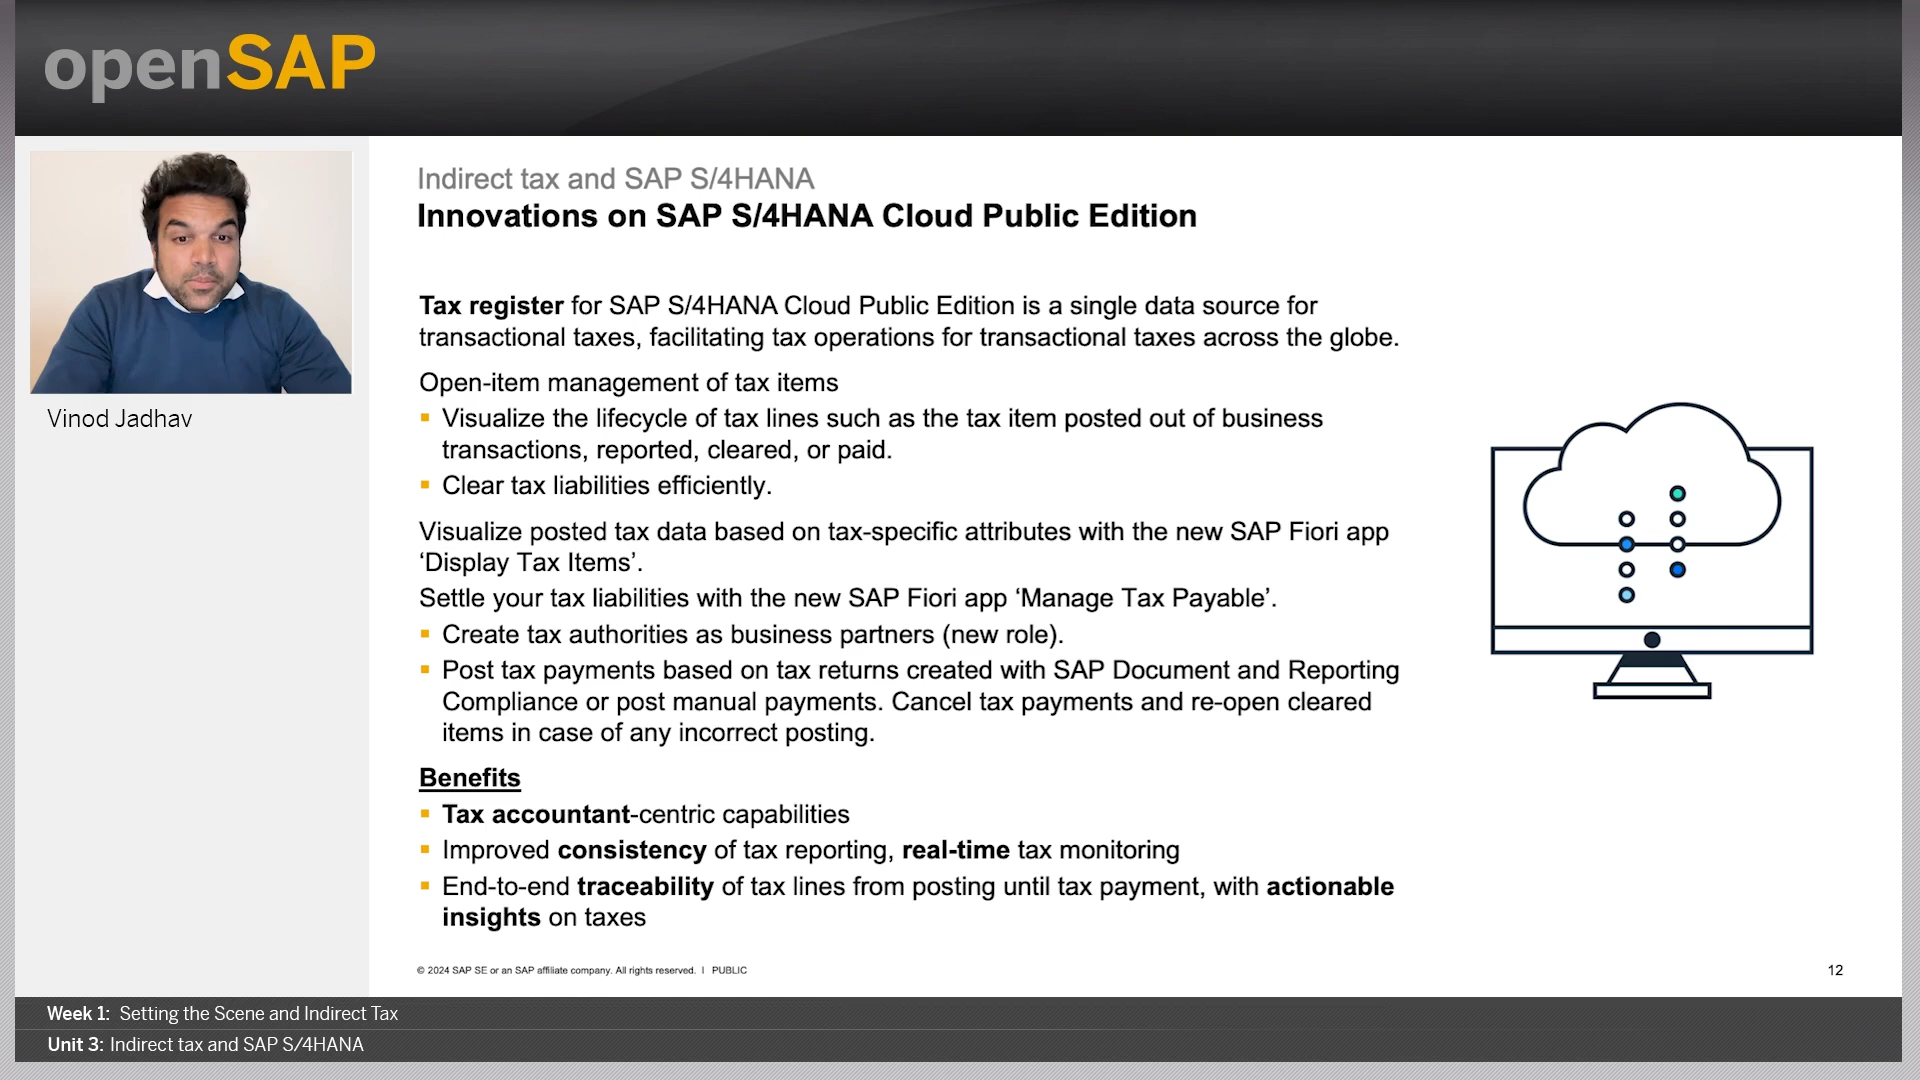 openSAP
Vinod Jadhav
Indirect tax and SAP S/4HANA
Innovations on SAP S/4HANA Cloud Public Edition
Tax register for SAP S/4HANA Cloud Public Edition is a single data source for
transactional taxes, facilitating tax operations for transactional taxes across the globe.
Open-item management of tax items
▪ Visualize the lifecycle of tax lines such as the tax item posted out of business
transactions, reported, cleared, or paid.
▪ Clear tax liabilities efficiently.
Visualize posted tax data based on tax-specific attributes with the new SAP Fiori app
‘Display Tax Items’.
Settle your tax liabilities with the new SAP Fiori app ‘Manage Tax Payable’.
▪ Create tax authorities as business partners (new role).
▪ Post tax payments based on tax returns created with SAP Document and Reporting
Compliance or post manual payments. Cancel tax payments and re-open cleared
items in case of any incorrect posting.
Benefits
▪ Tax accountant-centric capabilities
▪ Improved consistency of tax reporting, real-time tax monitoring
▪ End-to-end traceability of tax lines from posting until tax payment, with actionable
insights on taxes
© 2024 SAP SE or an SAP affiliate company. All rights reserved. I PUBLIC
12
Week 1: Setting the Scene and Indirect Tax
Unit 3: Indirect tax and SAP S/4HANA